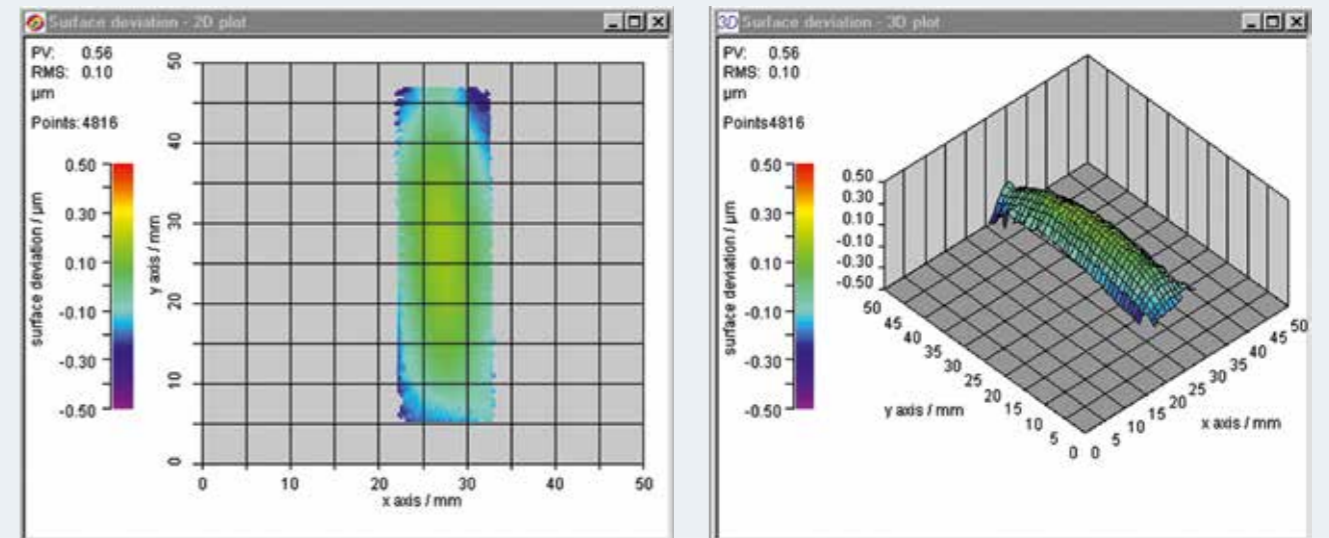 Surface deviation - 2D plot
PV: 0.56
RMS: 0.10
µm
Points: 4816
0.50
0.30
0.10
-0.10
-0.30
-0.50
surface deviation / µm
50
40
30
20
10
0
y axis / mm
0 10 20 30 40 50
x axis / mm
3D Surface deviation - 3D plot
PV: 0.56
RMS: 0.10
µm
Points4816
0.50
0.30
0.10
-0.10
-0.30
-0.50
surface deviation / µm
0.50
0.30
0.10
-0.10
-0.30
-0.50
50
45
40
35
30
25
20
15
10
5
0
y axis / mm
0
5
10
15
20
25
30
35
40
45
50
x axis / mm